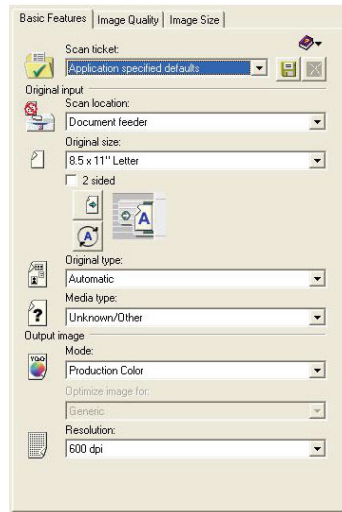 Basic Features Image Quality Image Size
Scan ticket:
Application specified defaults
Original input
Scan location:
Document feeder
Original size:
8.5 x 11" Letter
2 sided
A
A
Original type:
Automatic
Media type:
?
Unknown/Other
Output image
Mode:
Production Color
Optimize image for:
Generic
Resolution:
600 dpi